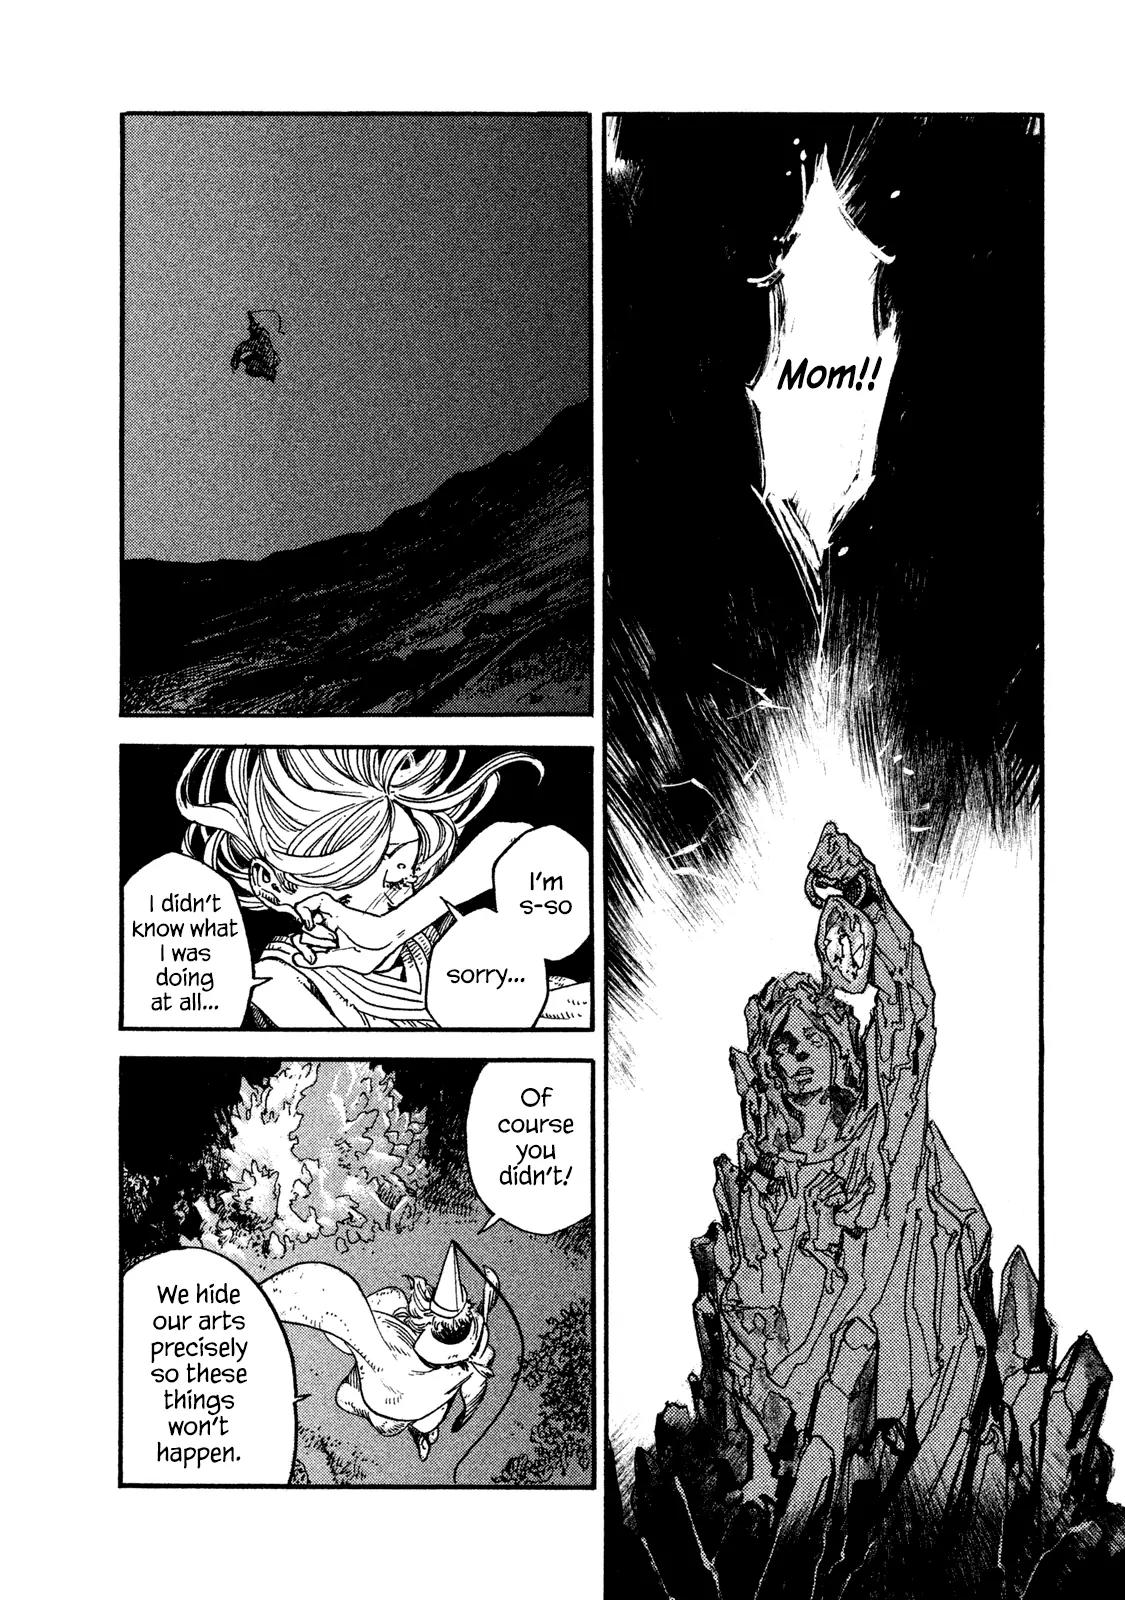 Mom!!
I'm
s-so
sorry...
I didn't
know what
I was
doing
at all...
Of
course
you
didn't!
We hide
our arts
precisely
so these
things
won't
happen.